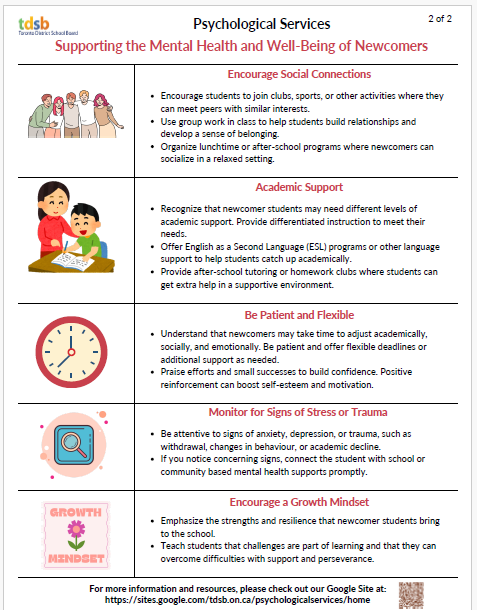 tdsb
Toronto District School Board
Psychological Services
2 of 2
Supporting the Mental Health and Well-Being of Newcomers
Encourage Social Connections
• Encourage students to join clubs, sports, or other activities where they
can meet peers with similar interests.
• Use group work in class to help students build relationships and
develop a sense of belonging.
• Organize lunchtime or after-school programs where newcomers can
socialize in a relaxed setting.
Academic Support
• Recognize that newcomer students may need different levels of
academic support. Provide differentiated instruction to meet their
needs.
• Offer English as a Second Language (ESL) programs or other language
support to help students catch up academically.
• Provide after-school tutoring or homework clubs where students can
get extra help in a supportive environment.
Be Patient and Flexible
• Understand that newcomers may take time to adjust academically,
socially, and emotionally. Be patient and offer flexible deadlines or
additional support as needed.
• Praise efforts and small successes to build confidence. Positive
reinforcement can boost self-esteem and motivation.
Monitor for Signs of Stress or Trauma
• Be attentive to signs of anxiety, depression, or trauma, such as
withdrawal, changes in behaviour, or academic decline.
• If you notice concerning signs, connect the student with school or
community based mental health supports promptly.
GROWTH
MINDSET
Encourage a Growth Mindset
• Emphasize the strengths and resilience that newcomer students bring
to the school.
• Teach students that challenges are part of learning and that they can
overcome difficulties with support and perseverance.
For more information and resources, please check out our Google Site at:
https://sites.google.com/tdsb.on.ca/psychologicalservices/home